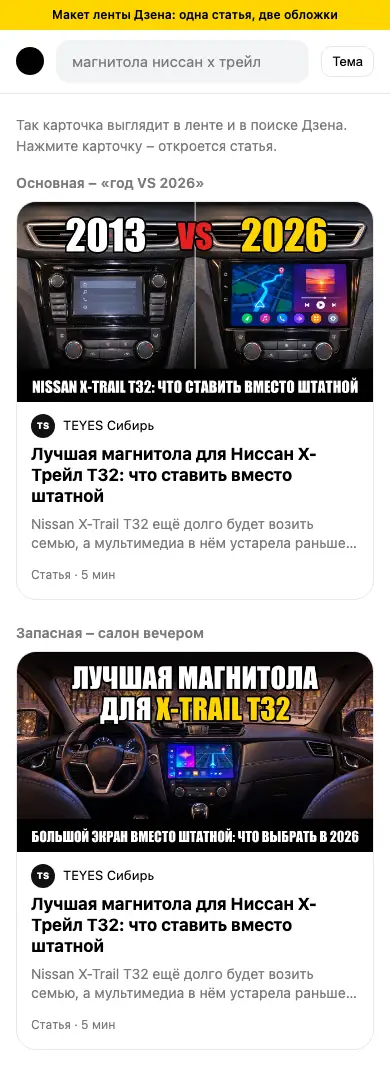 Макет ленты Дзена: одна статья, две обложки
магнитола ниссан х трейл
Тема
Так карточка выглядит в ленте и в поиске Дзена.
Нажмите карточку – откроется статья.
Основная – «год VS 2026»
2013 VS 2026
NISSAN X-TRAIL T32: ЧТО СТАВИТЬ ВМЕСТО ШТАТНОЙ
TS TEYES Сибирь
Лучшая магнитола для Ниссан Х-
Трейл Т32: что ставить вместо
штатной
Nissan X-Trail T32 ещё долго будет возить
семью, а мультимедиа в нём устарела раньше...
Статья · 5 мин
Запасная – салон вечером
ЛУЧШАЯ МАГНИТОЛА
ДЛЯ X-TRAIL T32
БОЛЬШОЙ ЭКРАН ВМЕСТО ШТАТНОЙ: ЧТО ВЫБРАТЬ В 2026
TS TEYES Сибирь
Лучшая магнитола для Ниссан Х-
Трейл Т32: что ставить вместо
штатной
Nissan X-Trail T32 ещё долго будет возить
семью, а мультимедиа в нём устарела раньше...
Статья · 5 мин